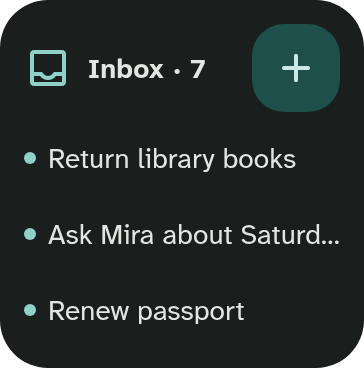 Inbox · 7
Return library books
Ask Mira about Saturd...
Renew passport